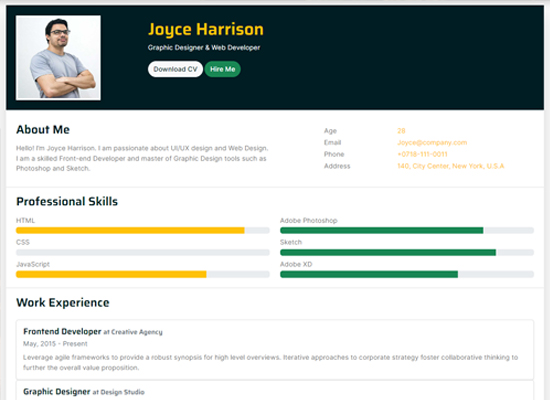 Joyce Harrison
Graphic Designer & Web Developer
Download CV
Hire Me
About Me
Hello! I'm Joyce Harrison. I am passionate about UI/UX design and Web Design.
I am a skilled Front-end Developer and master of Graphic Design tools such as
Photoshop and Sketch.
Age 28
Email Joyce@company.com
Phone +0718-111-0011
Address 140, City Center, New York, U.S.A
Professional Skills
HTML
CSS
JavaScript
Adobe Photoshop
Sketch
Adobe XD
Work Experience
Frontend Developer at Creative Agency
May, 2015 - Present
Leverage agile frameworks to provide a robust synopsis for high level overviews. Iterative approaches to corporate strategy foster collaborative thinking to
further the overall value proposition.
Graphic Designer at Design Studio